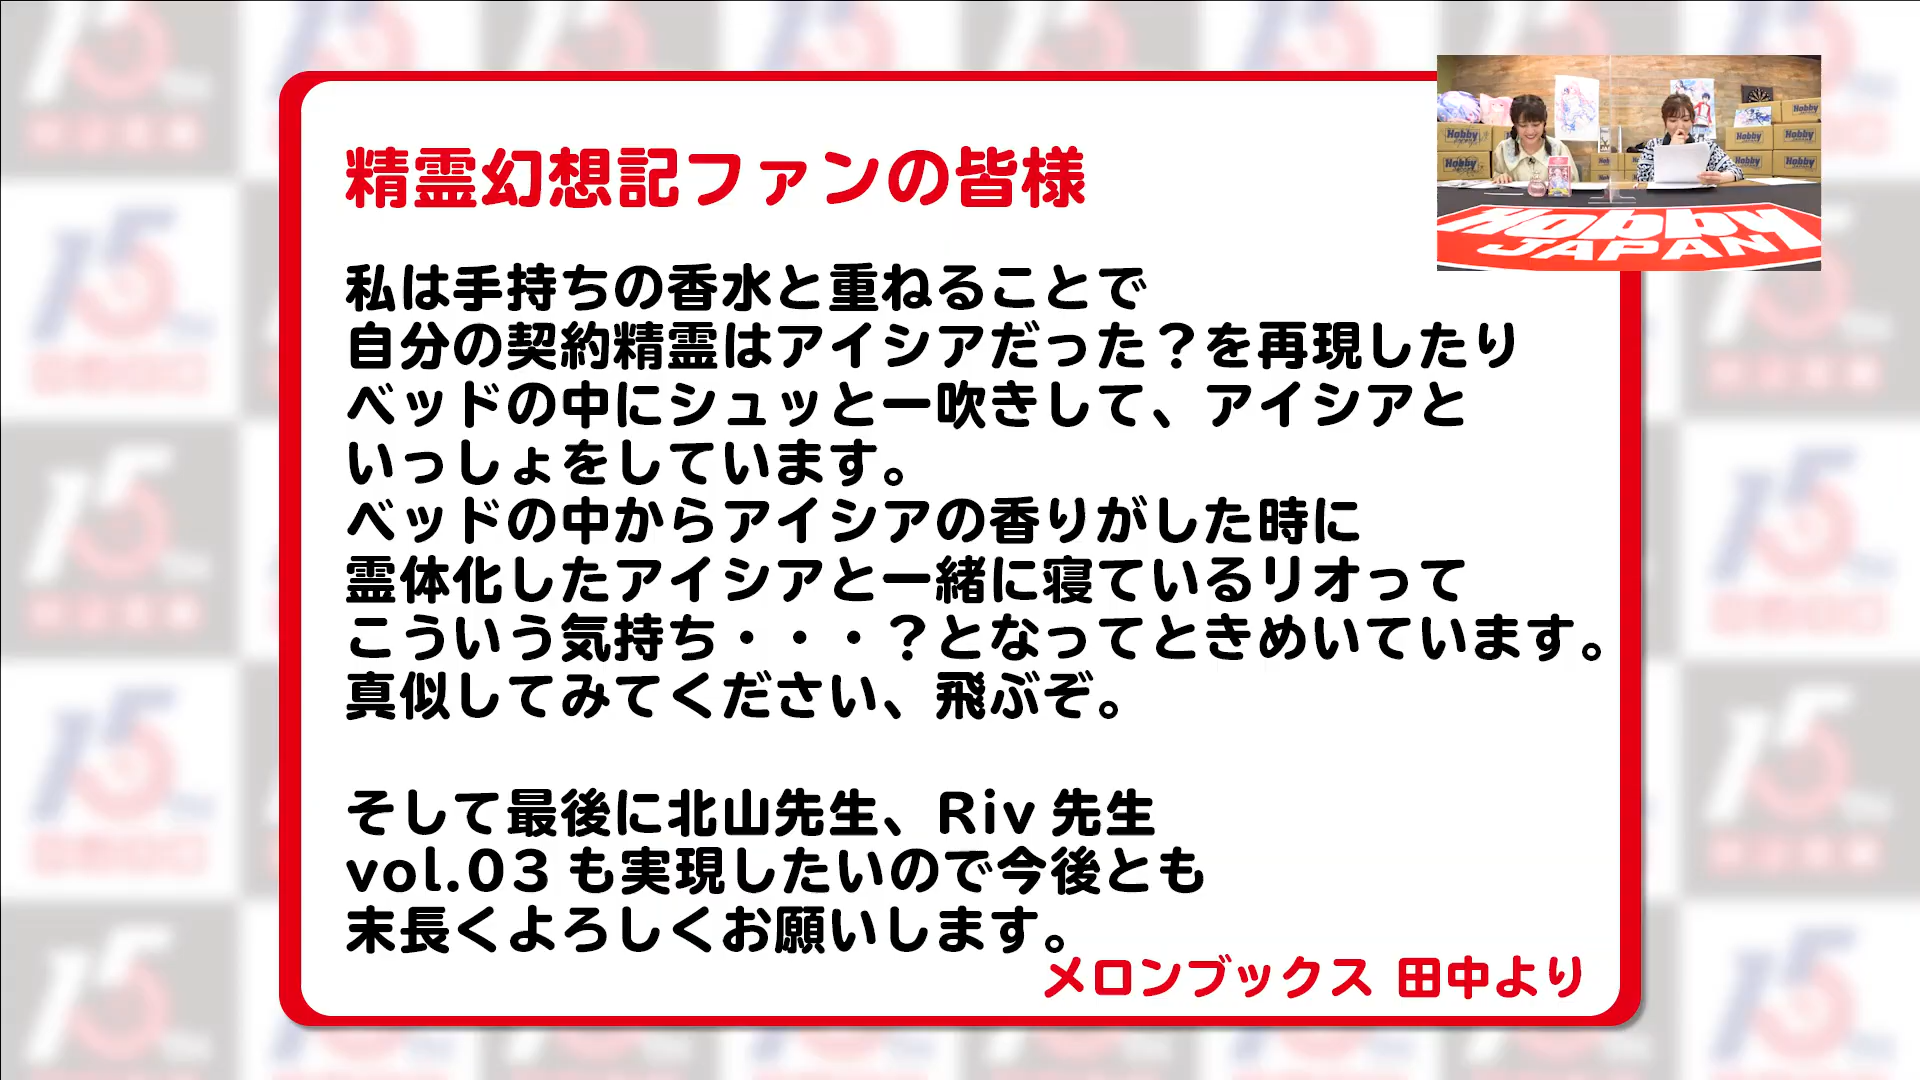 精霊幻想記ファンの皆様
私は手持ちの香水と重ねることで
自分の契約精霊はアイシアだった？を再現したり
ベッドの中にシュッと一吹きして、アイシアと
いっしょをしています。
ベッドの中からアイシアの香りがした時に
霊体化したアイシアと一緒に寝ているリオって
こういう気持ち・・・？となってときめいています。
真似してみてください、飛ぶぞ。
そして最後に北山先生、Riv先生
vol.03も実現したいので今後とも
末長くよろしくお願いします。
メロンブックス 田中より
Hobby
JAPAN